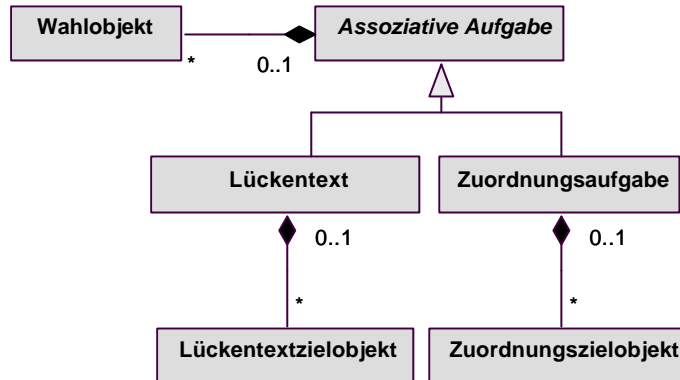 Wahlobjekt
Assoziative Aufgabe
*
0..1
Lückentext
Zuordnungsaufgabe
0..1
0..1
*
*
Lückentextzielobjekt
Zuordnungszielobjekt